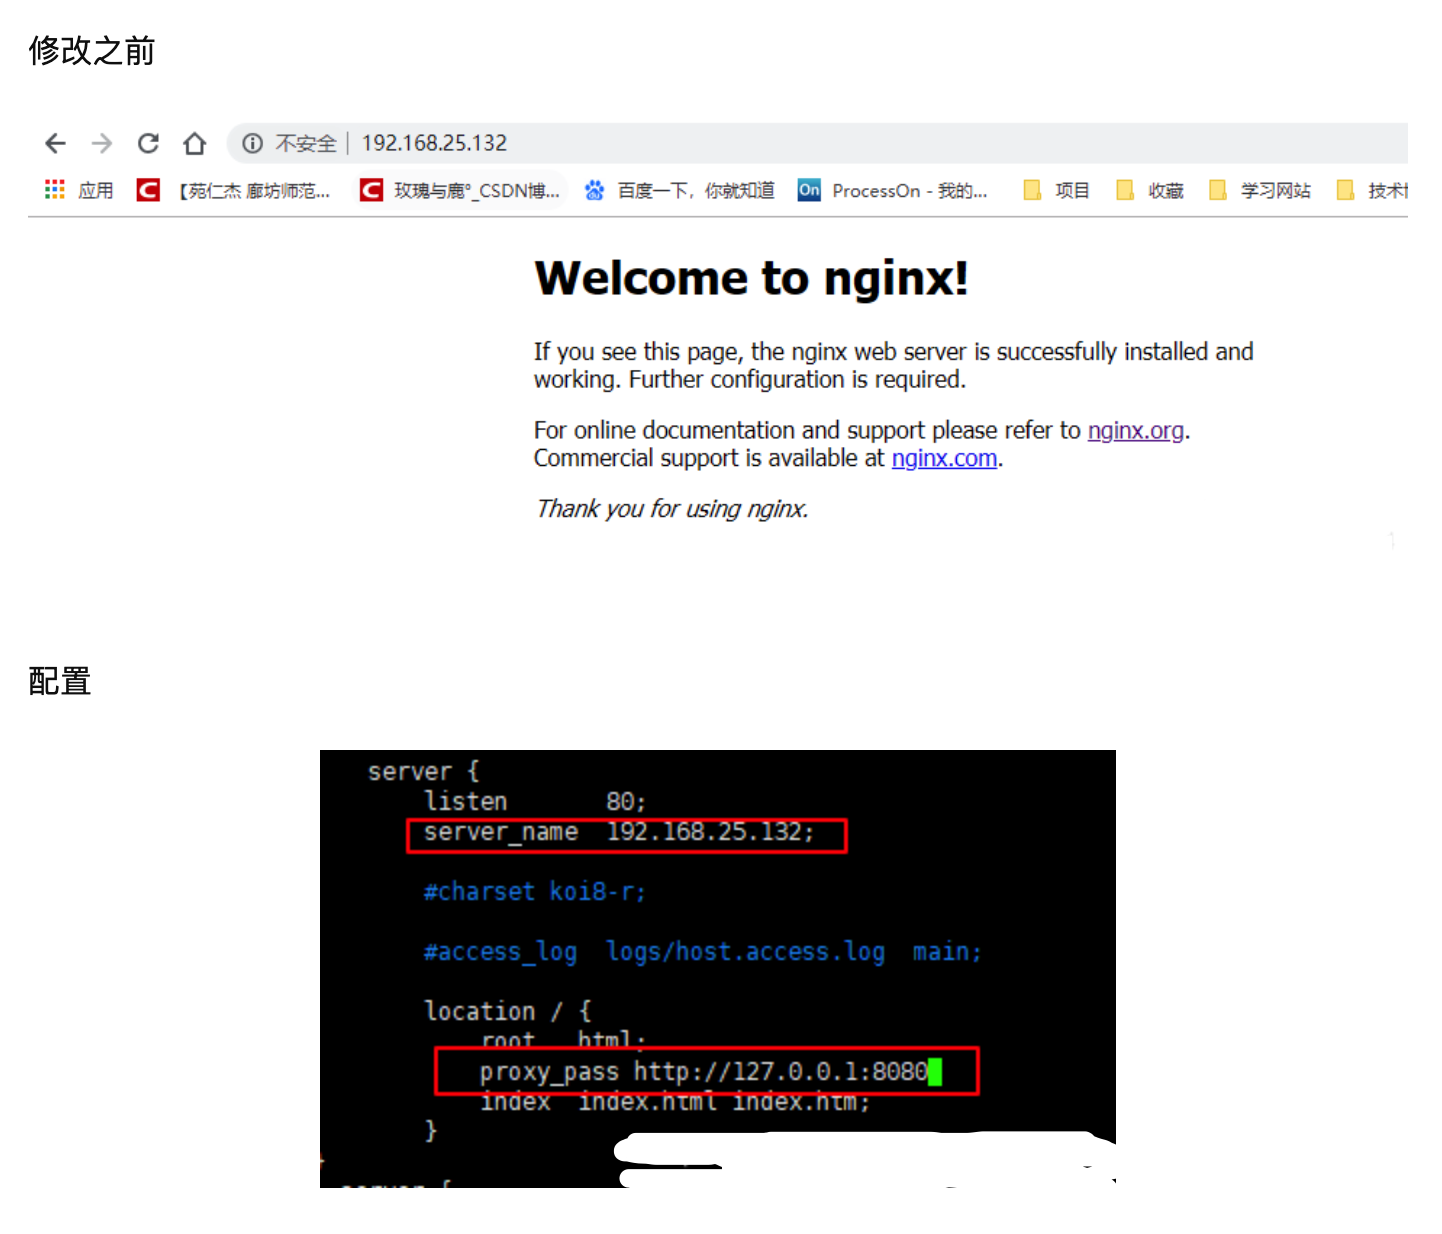 修改之前
不安全 | 192.168.25.132
应用 【苑仁杰 廊坊师范... 玫瑰与鹿°_CSDN博... 百度一下，你就知道 On ProcessOn - 我的... 项目 收藏 学习网站 技术
Welcome to nginx!
If you see this page, the nginx web server is successfully installed and
working. Further configuration is required.
For online documentation and support please refer to nginx.org.
Commercial support is available at nginx.com.
Thank you for using nginx.
配置
server {
listen 80;
server_name 192.168.25.132;
#charset koi8-r;
#access_log logs/host.access.log main;
location / {
root html;
proxy_pass http://127.0.0.1:8080
index index.html index.htm;
}
server {